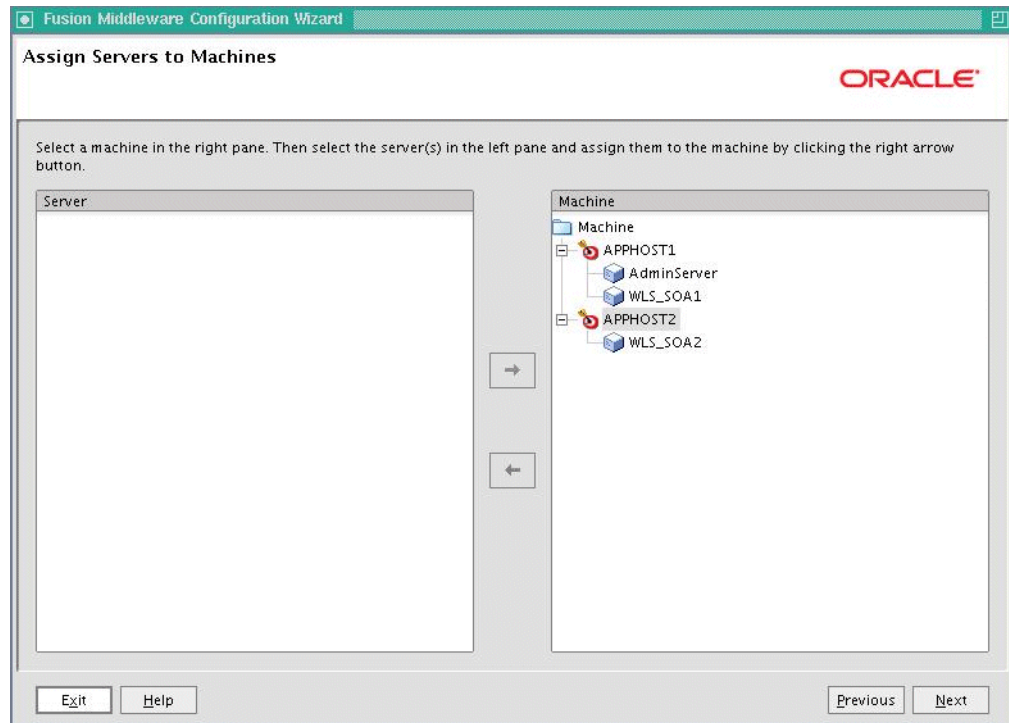 Fusion Middleware Configuration Wizard
Assign Servers to Machines
ORACLE
Select a machine in the right pane. Then select the server(s) in the left pane and assign them to the machine by clicking the right arrow
button.
Server
Machine
Machine
APPHOST1
AdminServer
WLS_SOA1
APPHOST2
WLS_SOA2
Exit
Help
Previous
Next